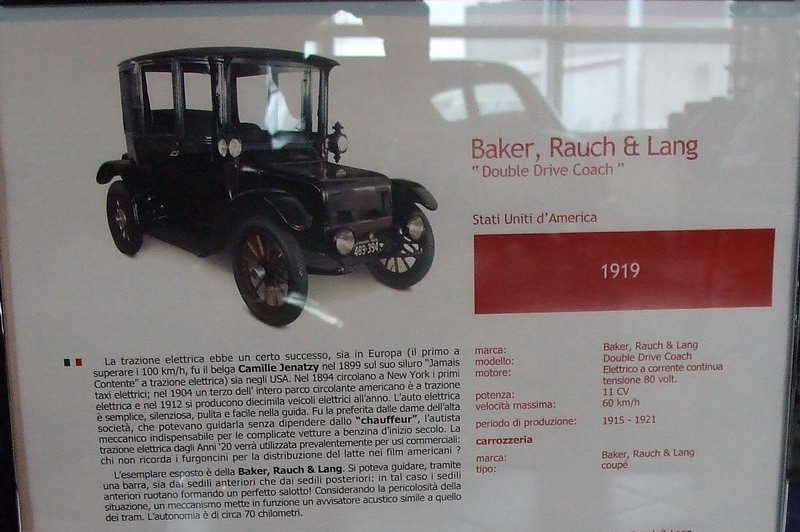 Baker, Rauch & Lang
"Double Drive Coach"
Stati Uniti d'America
1919
489-394
La trazione elettrica ebbe un certo successo, sia in Europa (il primo a
superare i 100 km/h, fu il belga Camille Jenatzy nel 1899 sul suo siluro "Jamais
Contente" a trazione elettrica) sia negli USA. Nel 1894 circolano a New York i primi
taxi elettrici; nel 1904 un terzo dell' intero parco circolante americano è a trazione
elettrica e nel 1912 si producono diecimila veicoli elettrici all'anno. L'auto elettrica
è semplice, silenziosa, pulita e facile nella guida. Fu la preferita dalle dame dell'alta
società, che potevano guidarla senza dipendere dallo "chauffeur", l'autista
meccanico indispensabile per le complicate vetture a benzina d'inizio secolo. La
trazione elettrica dagli Anni '20 verrà utilizzata prevalentemente per usi commerciali:
chi non ricorda i furgoncini per la distribuzione del latte nei film americani ?
L'esemplare esposto è della Baker, Rauch & Lang. Si poteva guidare, tramite
una barra, sia dai sedili anteriori che dai sedili posteriori: in tal caso i sedili
anteriori ruotano formando un perfetto salotto! Considerando la pericolosità della
situazione, un meccanismo mette in funzione un avvisatore acustico simile a quello
dei tram. L'autonomia è di circa 70 chilometri.
marca: Baker, Rauch & Lang
modello: Double Drive Coach
motore: Elettrico a corrente continua
tensione 80 volt.
potenza: 11 CV
velocità massima: 60 km/h
periodo di produzione: 1915 - 1921
carrozzeria
marca: Baker, Rauch & Lang
tipo: coupé